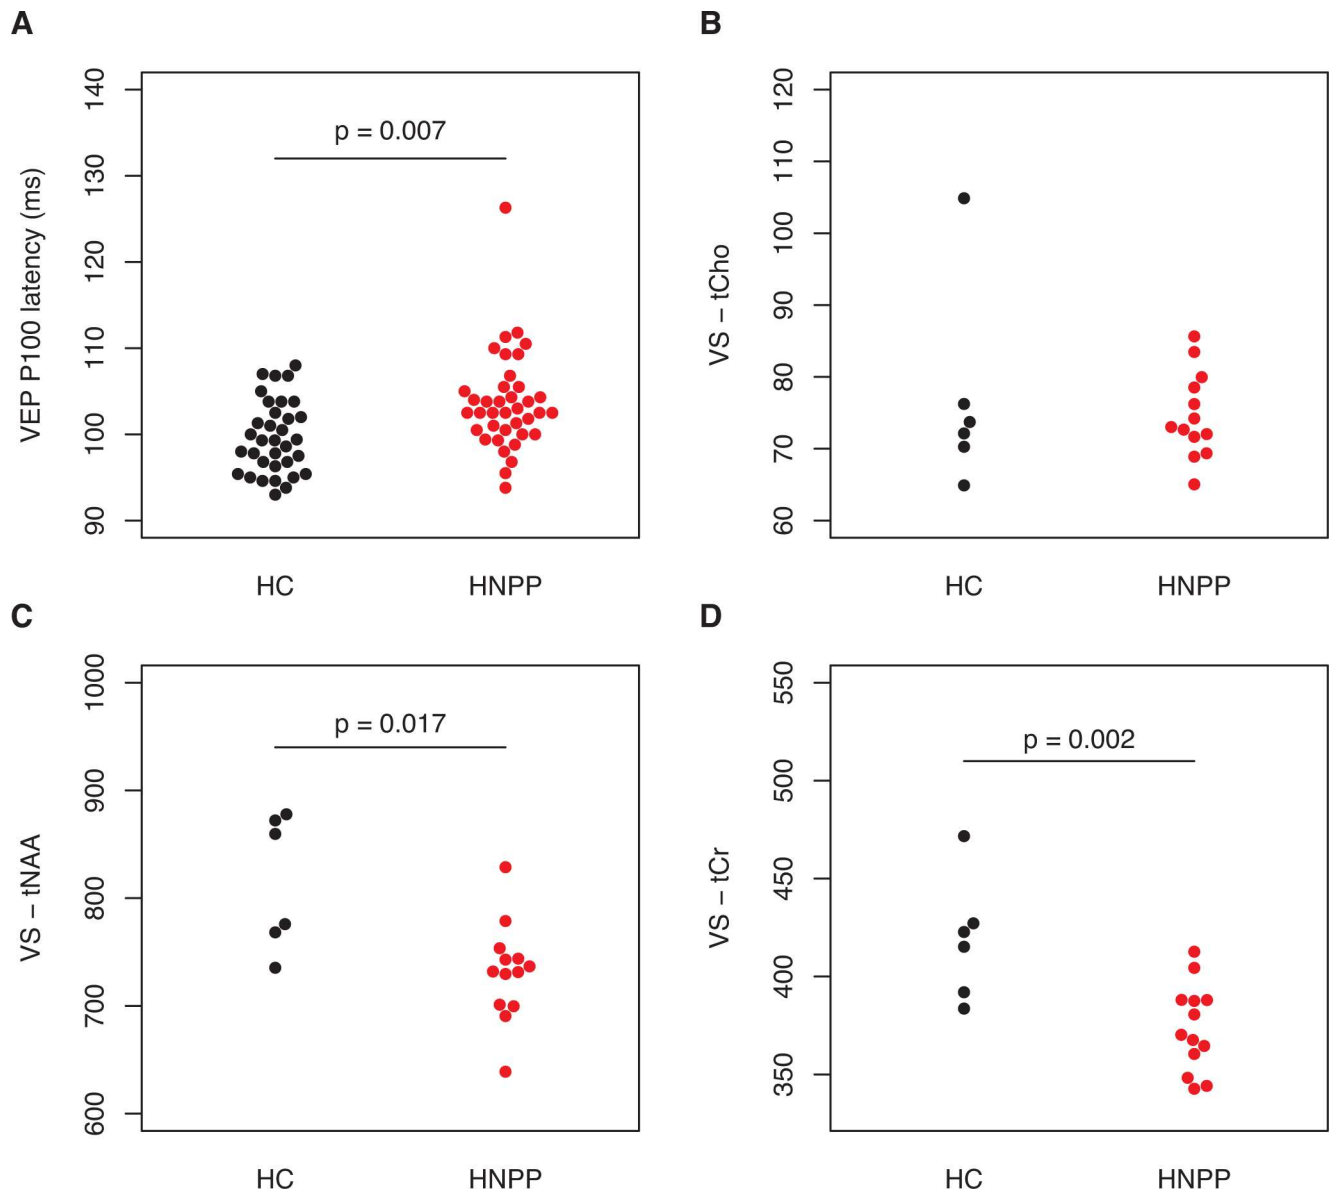 A
VEP P100 latency (ms)
140
130
120
110
100
90
p = 0.007
HC HNPP
B
VS – tCho
120
110
100
90
80
70
60
HC HNPP
C
VS – tNAA
1000
900
800
700
600
p = 0.017
HC HNPP
D
VS – tCr
550
500
450
400
350
p = 0.002
HC HNPP